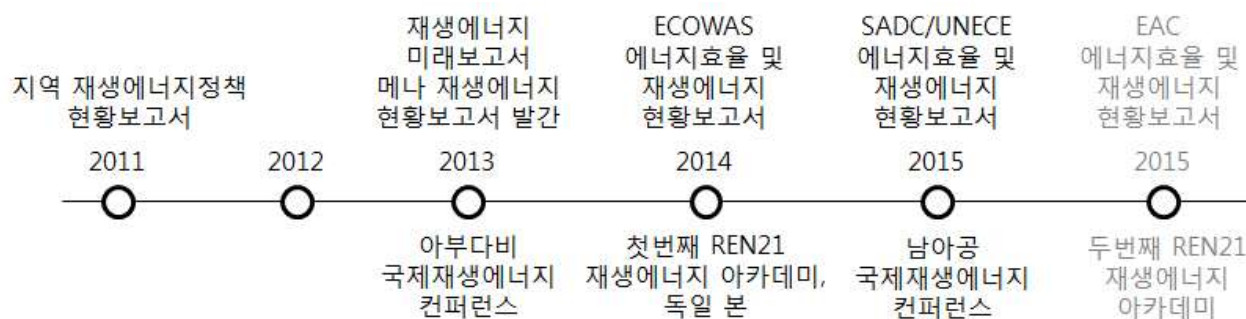 지역 재생에너지정책
현황보고서
2011
2012
재생에너지
미래보고서
메나 재생에너지
현황보고서 발간
2013
아부다비
국제재생에너지
컨퍼런스
ECOWAS
에너지효율 및
재생에너지
현황보고서
2014
첫번째 REN21
재생에너지 아카데미,
독일 본
SADC/UNECE
에너지효율 및
재생에너지
현황보고서
2015
남아공
국제재생에너지
컨퍼런스
EAC
에너지효율 및
재생에너지
현황보고서
2015
두번째 REN21
재생에너지
아카데미